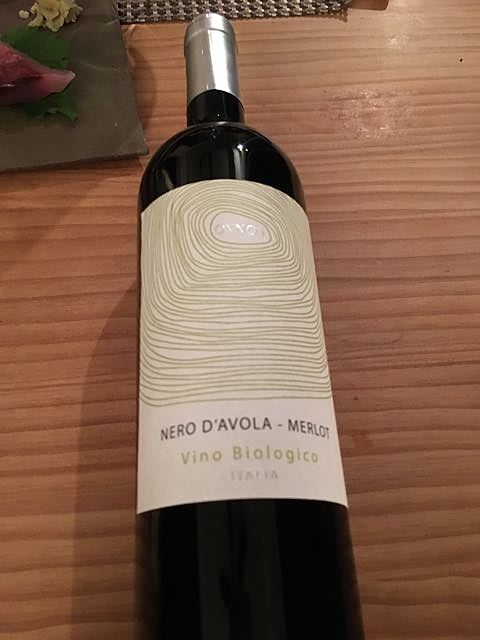 NERO D'AVOLA - MERLOT
Vino Biologico
ITALIA